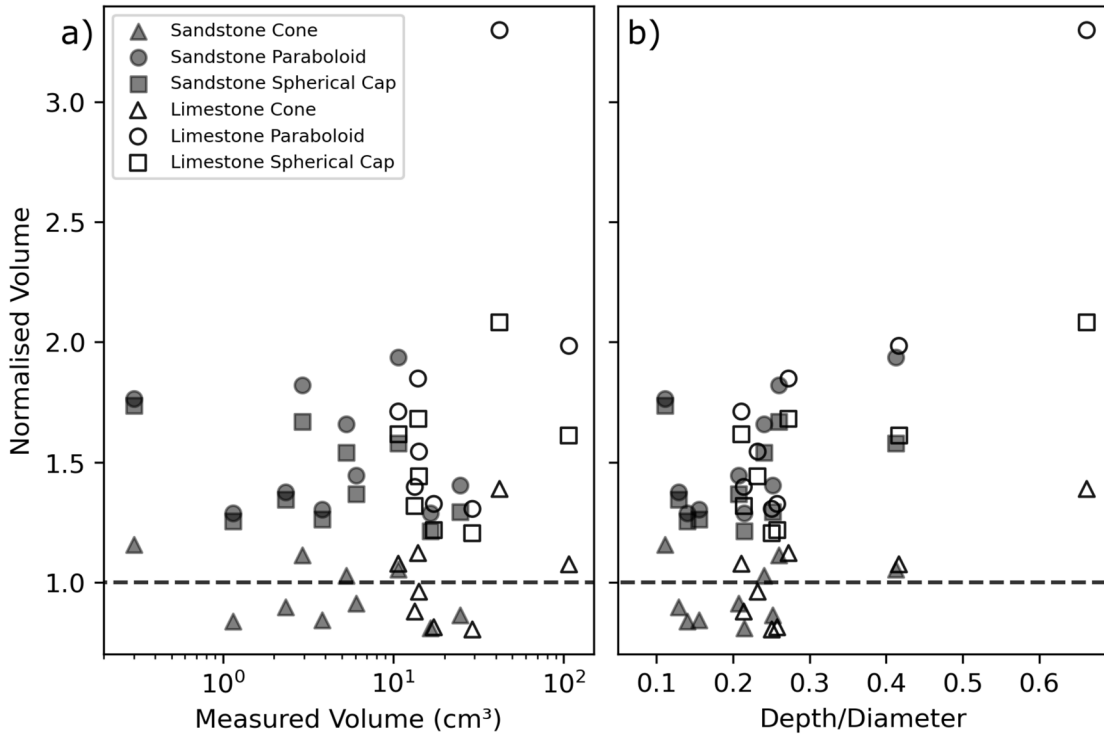 a)
Sandstone Cone
Sandstone Paraboloid
Sandstone Spherical Cap
Limestone Cone
Limestone Paraboloid
Limestone Spherical Cap
b)
Normalised Volume
3.0
2.5
2.0
1.5
1.0
10⁰ 10¹ 10²
Measured Volume (cm³)
0.1 0.2 0.3 0.4 0.5 0.6
Depth/Diameter